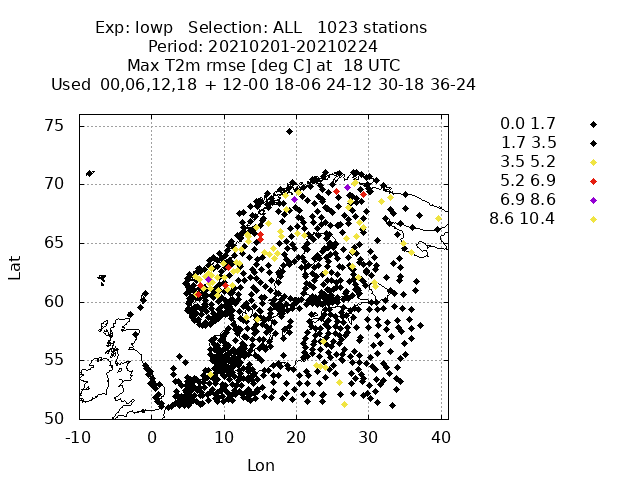 Exp: lowp   Selection: ALL   1023 stations
Period: 20210201-20210224
Max T2m rmse [deg C] at  18 UTC
Used  00,06,12,18  + 12-00 18-06 24-12 30-18 36-24
0.0 1.7
1.7 3.5
3.5 5.2
5.2 6.9
6.9 8.6
8.6 10.4
75
70
65
60
55
50
Lat
-10 0 10 20 30 40
Lon